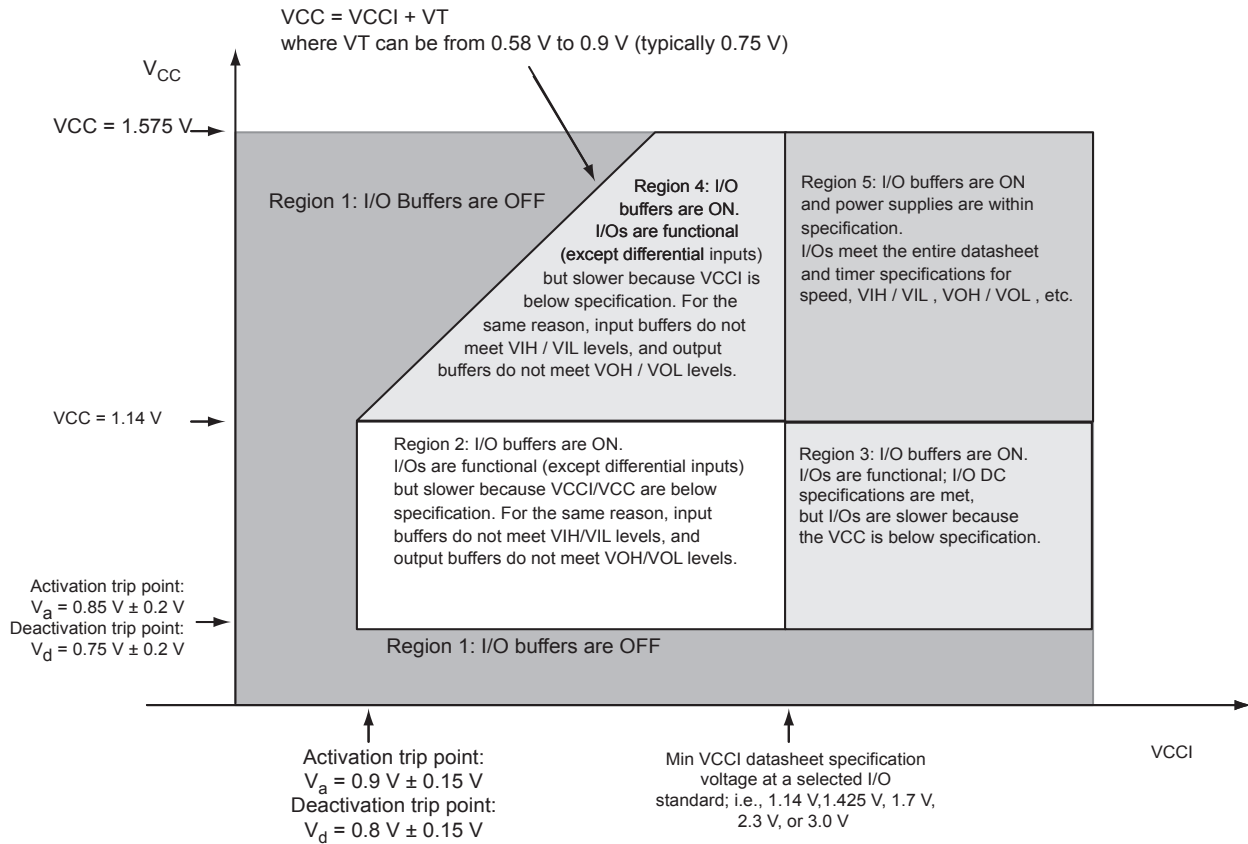 VCC = VCCI + VT
where VT can be from 0.58 V to 0.9 V (typically 0.75 V)
VCC
VCC = 1.575 V
Region 1: I/O Buffers are OFF
Region 4: I/O
buffers are ON.
I/Os are functional
(except differential inputs)
but slower because VCCI is
below specification. For the
same reason, input buffers do not
meet VIH / VIL levels, and output
buffers do not meet VOH / VOL levels.
Region 5: I/O buffers are ON
and power supplies are within
specification.
I/Os meet the entire datasheet
and timer specifications for
speed, VIH / VIL , VOH / VOL , etc.
VCC = 1.14 V
Region 2: I/O buffers are ON.
I/Os are functional (except differential inputs)
but slower because VCCI/VCC are below
specification. For the same reason, input
buffers do not meet VIH/VIL levels, and
output buffers do not meet VOH/VOL levels.
Region 3: I/O buffers are ON.
I/Os are functional; I/O DC
specifications are met,
but I/Os are slower because
the VCC is below specification.
Activation trip point:
Va = 0.85 V ± 0.2 V
Deactivation trip point:
Vd = 0.75 V ± 0.2 V
Region 1: I/O buffers are OFF
Activation trip point:
Va = 0.9 V ± 0.15 V
Deactivation trip point:
Vd = 0.8 V ± 0.15 V
Min VCCI datasheet specification
voltage at a selected I/O
standard; i.e., 1.14 V,1.425 V, 1.7 V,
2.3 V, or 3.0 V
VCCI